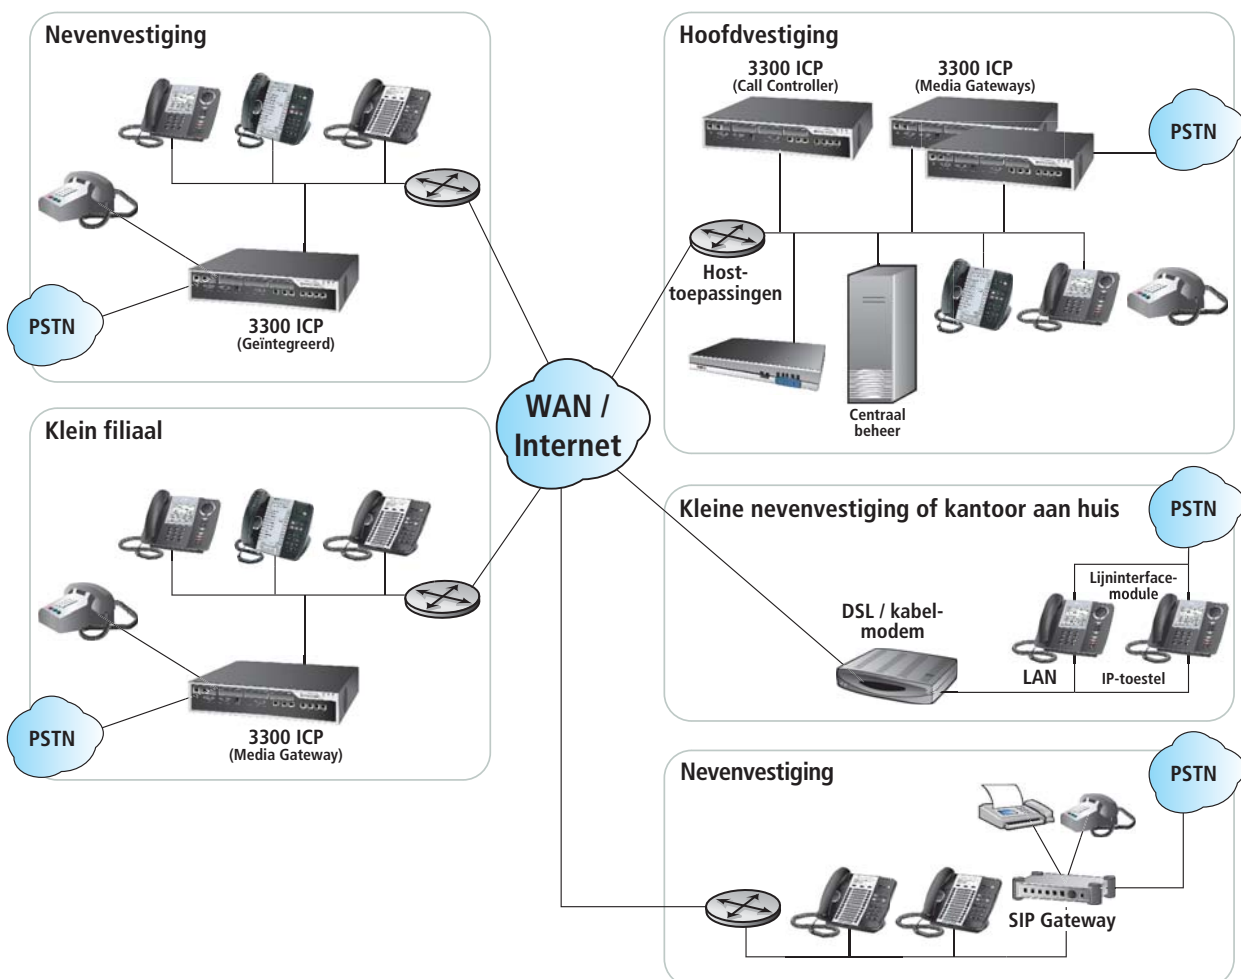 Nevenvestiging
PSTN
3300 ICP
(Geïntegreerd)
Hoofdvestiging
3300 ICP
(Call Controller)
3300 ICP
(Media Gateways)
PSTN
Host-
toepassingen
Centraal
beheer
WAN /
Internet
Klein filiaal
PSTN
3300 ICP
(Media Gateway)
Kleine nevenvestiging of kantoor aan huis
PSTN
Lijninterface-
module
DSL / kabel-
modem
LAN
IP-toestel
Nevenvestiging
PSTN
SIP Gateway